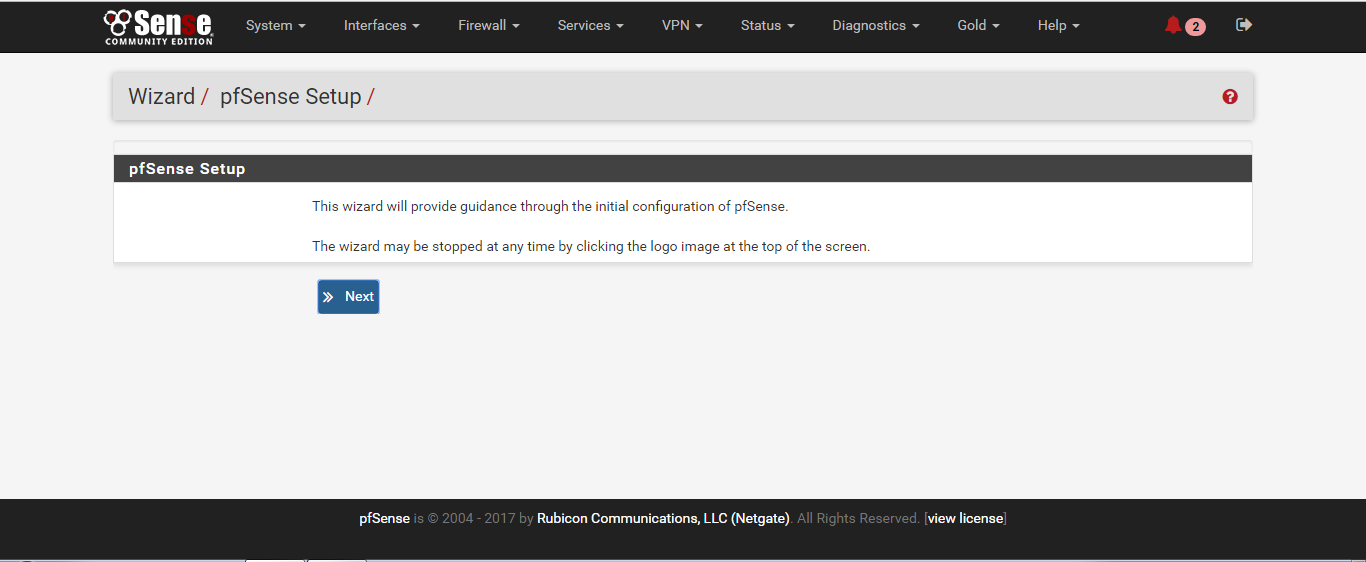 Sense
COMMUNITY EDITION
System Interfaces Firewall Services VPN Status Diagnostics Gold Help 2
Wizard / pfSense Setup /
pfSense Setup
This wizard will provide guidance through the initial configuration of pfSense.
The wizard may be stopped at any time by clicking the logo image at the top of the screen.
» Next
pfSense is © 2004 - 2017 by Rubicon Communications, LLC (Netgate). All Rights Reserved. [view license]